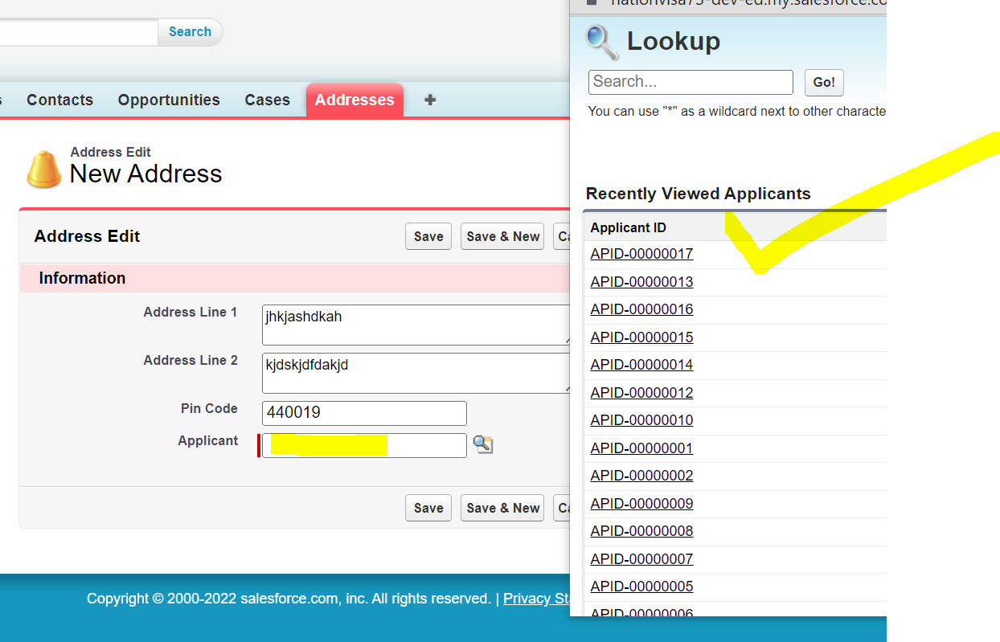 Search
Contacts Opportunities Cases Addresses
Address Edit
New Address
Address Edit
Save Save & New
Information
Address Line 1 jhkjashdkah
Address Line 2 kjdskjdfdakjd
Pin Code 440019
Applicant
Save Save & New
Copyright © 2000-2022 salesforce.com, inc. All rights reserved. | Privacy
nationvisa75-dev-ed.my.salesforce.co
Lookup
Search... Go!
You can use "*" as a wildcard next to other characte
Recently Viewed Applicants
Applicant ID
APID-00000017
APID-00000013
APID-00000016
APID-00000015
APID-00000014
APID-00000012
APID-00000010
APID-00000001
APID-00000002
APID-00000009
APID-00000008
APID-00000007
APID-00000005
APID-00000006